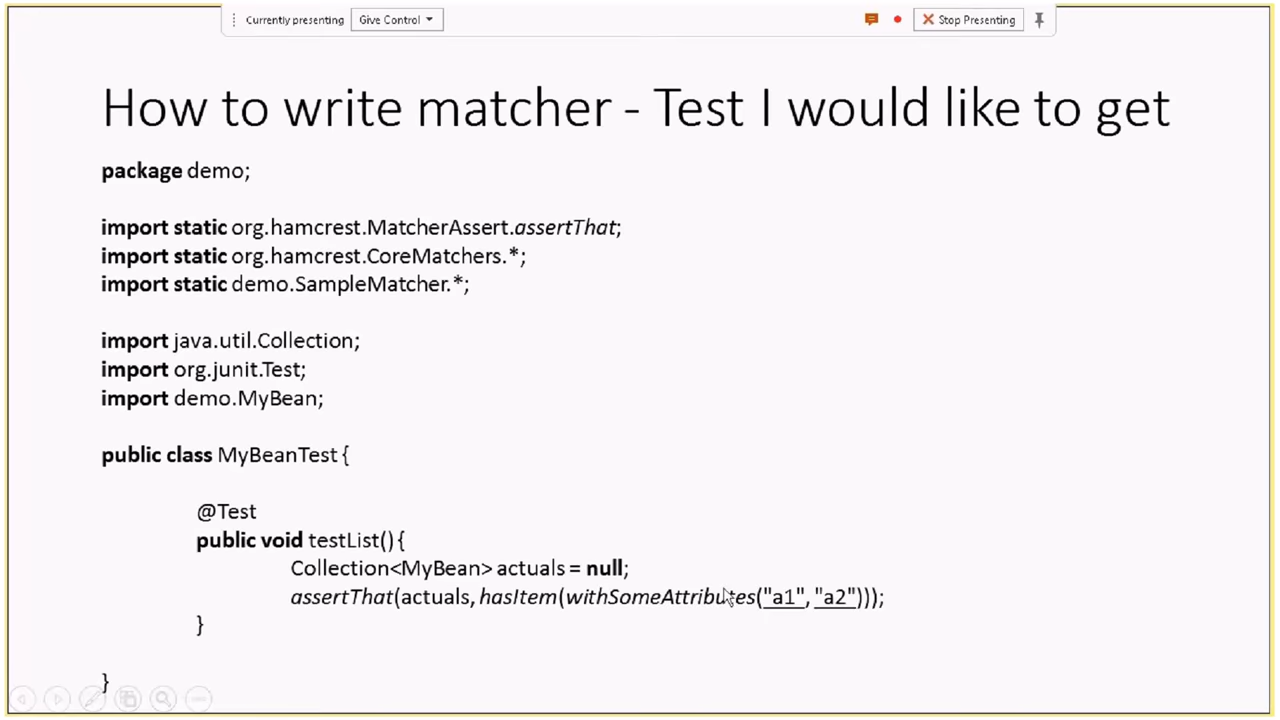 Currently presenting Give Control Stop Presenting
How to write matcher - Test I would like to get
package demo;
import static org.hamcrest.MatcherAssert.assertThat;
import static org.hamcrest.CoreMatchers.*;
import static demo.SampleMatcher.*;
import java.util.Collection;
import org.junit.Test;
import demo.MyBean;
public class MyBeanTest {
@Test
public void testList() {
Collection<MyBean> actuals = null;
assertThat(actuals, hasItem(withSomeAttributes("a1", "a2")));
}
}